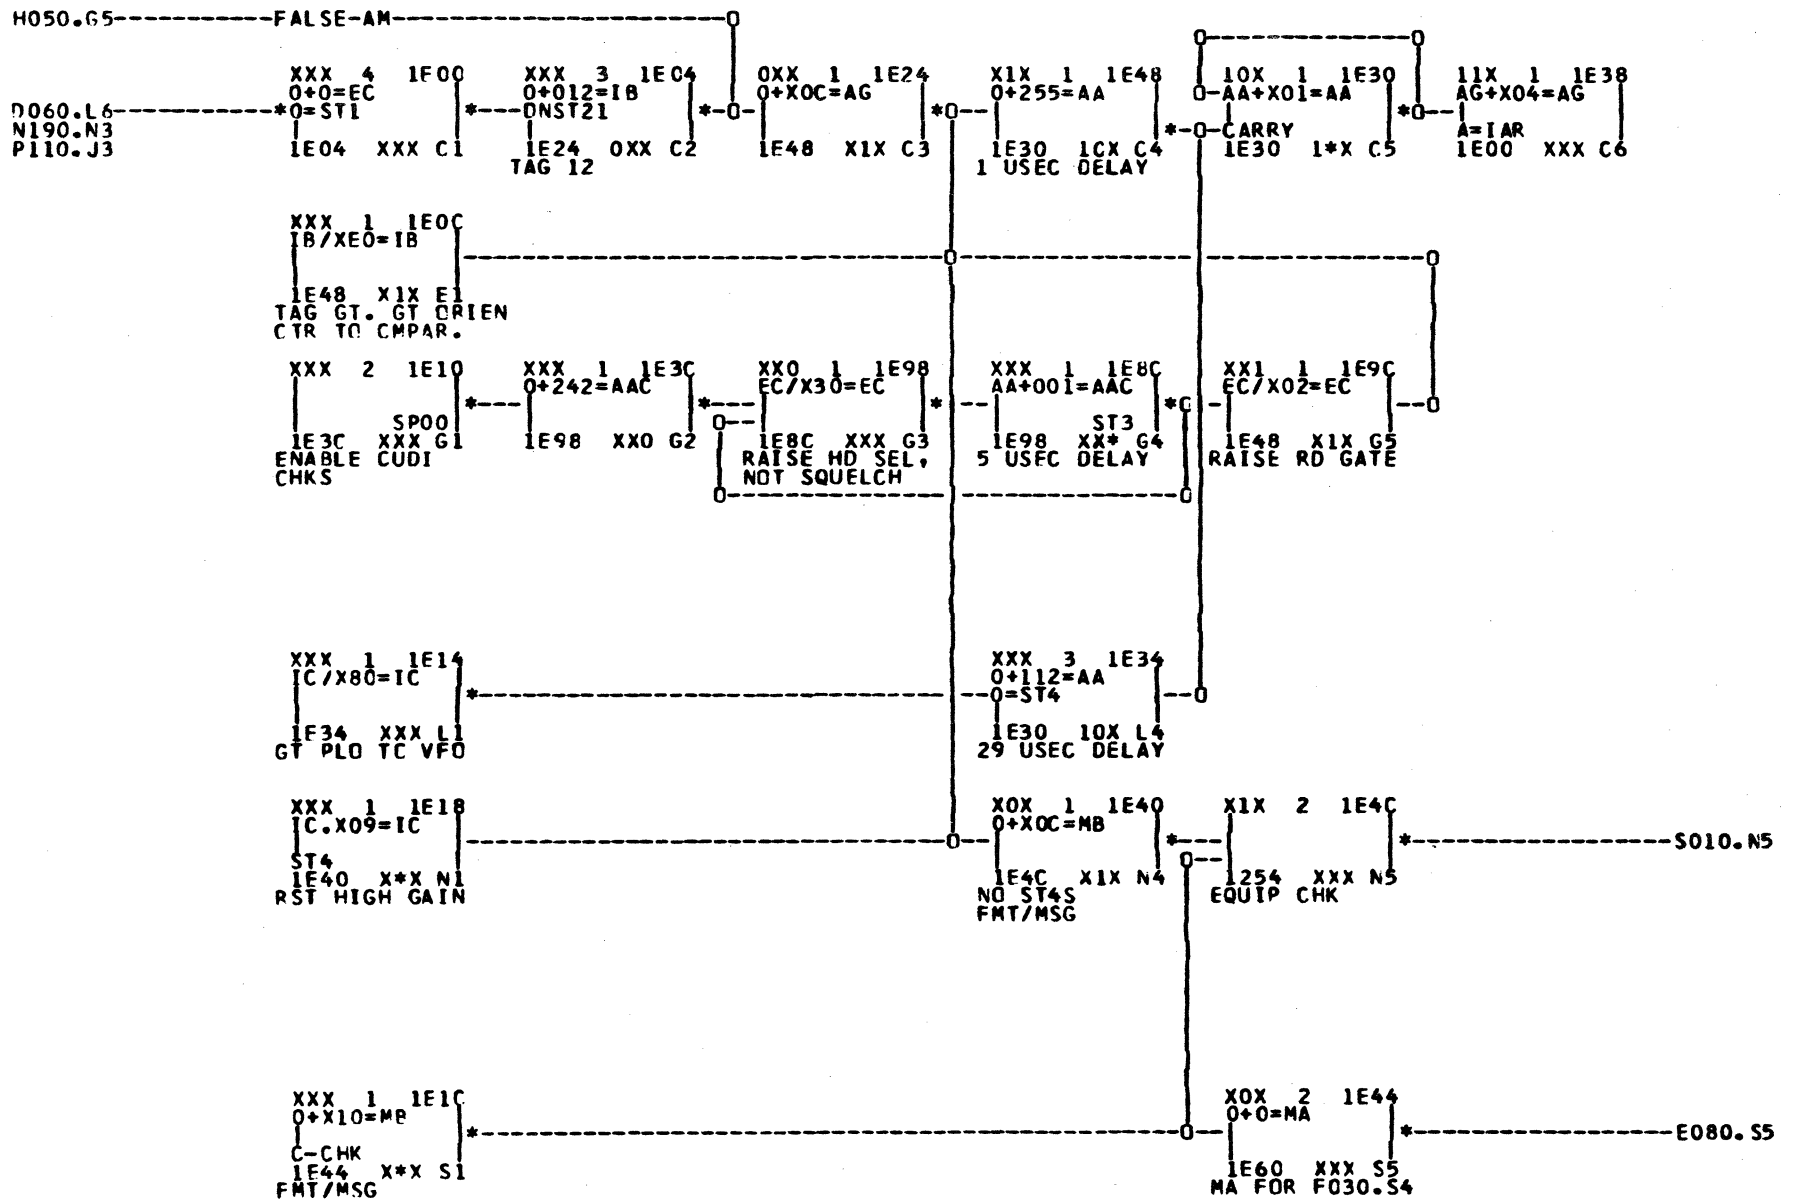 H050.G5-----------FALSE-AM-----------------------O
XXX 4 1E00 XXX 3 1E04 0XX 1 1E24 X1X 1 1E48 10X 1 1E30 11X 1 1E38
0+0=EC 0+012=IB 0+X0C=AG 0+255=AA O-AA+X01=AA AG+X04=AG
D060.L6 *0=ST1 *---DNST21 *-O- *O--- *O-
N190.N3 *-O-CARRY A=IAR
P110.J3 1E04 XXX C1 1E24 0XX C2 1E48 X1X C3 1E30 10X C4 1E30 1*X C5 1E00 XXX C6
TAG 12 1 USEC DELAY
XXX 1 1E0C
IB/XE0=IB
1E48 X1X E1
TAG GT. GT ORIEN
CTR TO CMPAR.
XXX 2 1E10 XXX 1 1E3C XX0 1 1E98 XXX 1 1E8C XX1 1 1E9C
0+242=AAC EC/X30=EC AA+001=AAC EC/X02=EC
SP00 ST3
1E3C XXX G1 1E98 XX0 G2 1E8C XXX G3 1E98 XX* G4 1E48 X1X G5
ENABLE CUDI RAISE HD SEL, 5 USEC DELAY RAISE RD GATE
CHKS NOT SQUELCH
XXX 1 1E14 XXX 3 1E34
IC/X80=IC 0+112=AA
*---0=ST4
1E34 XXX L1 1E30 10X L4
GT PLO TC VFO 29 USEC DELAY
XXX 1 1E18 X0X 1 1E40 X1X 2 1E4C
IC.X09=IC 0+X0C=MB
*---S010.N5
ST4
1E40 X*X N1 1E4C X1X N4 1254 XXX N5
RST HIGH GAIN NO ST4S EQUIP CHK
FMT/MSG
XXX 1 1E1C X0X 2 1E44
0+X10=MB 0+0=MA
*---E080.S5
C-CHK
1E44 X*X S1 1E60 XXX S5
FMT/MSG MA FOR F030.S4